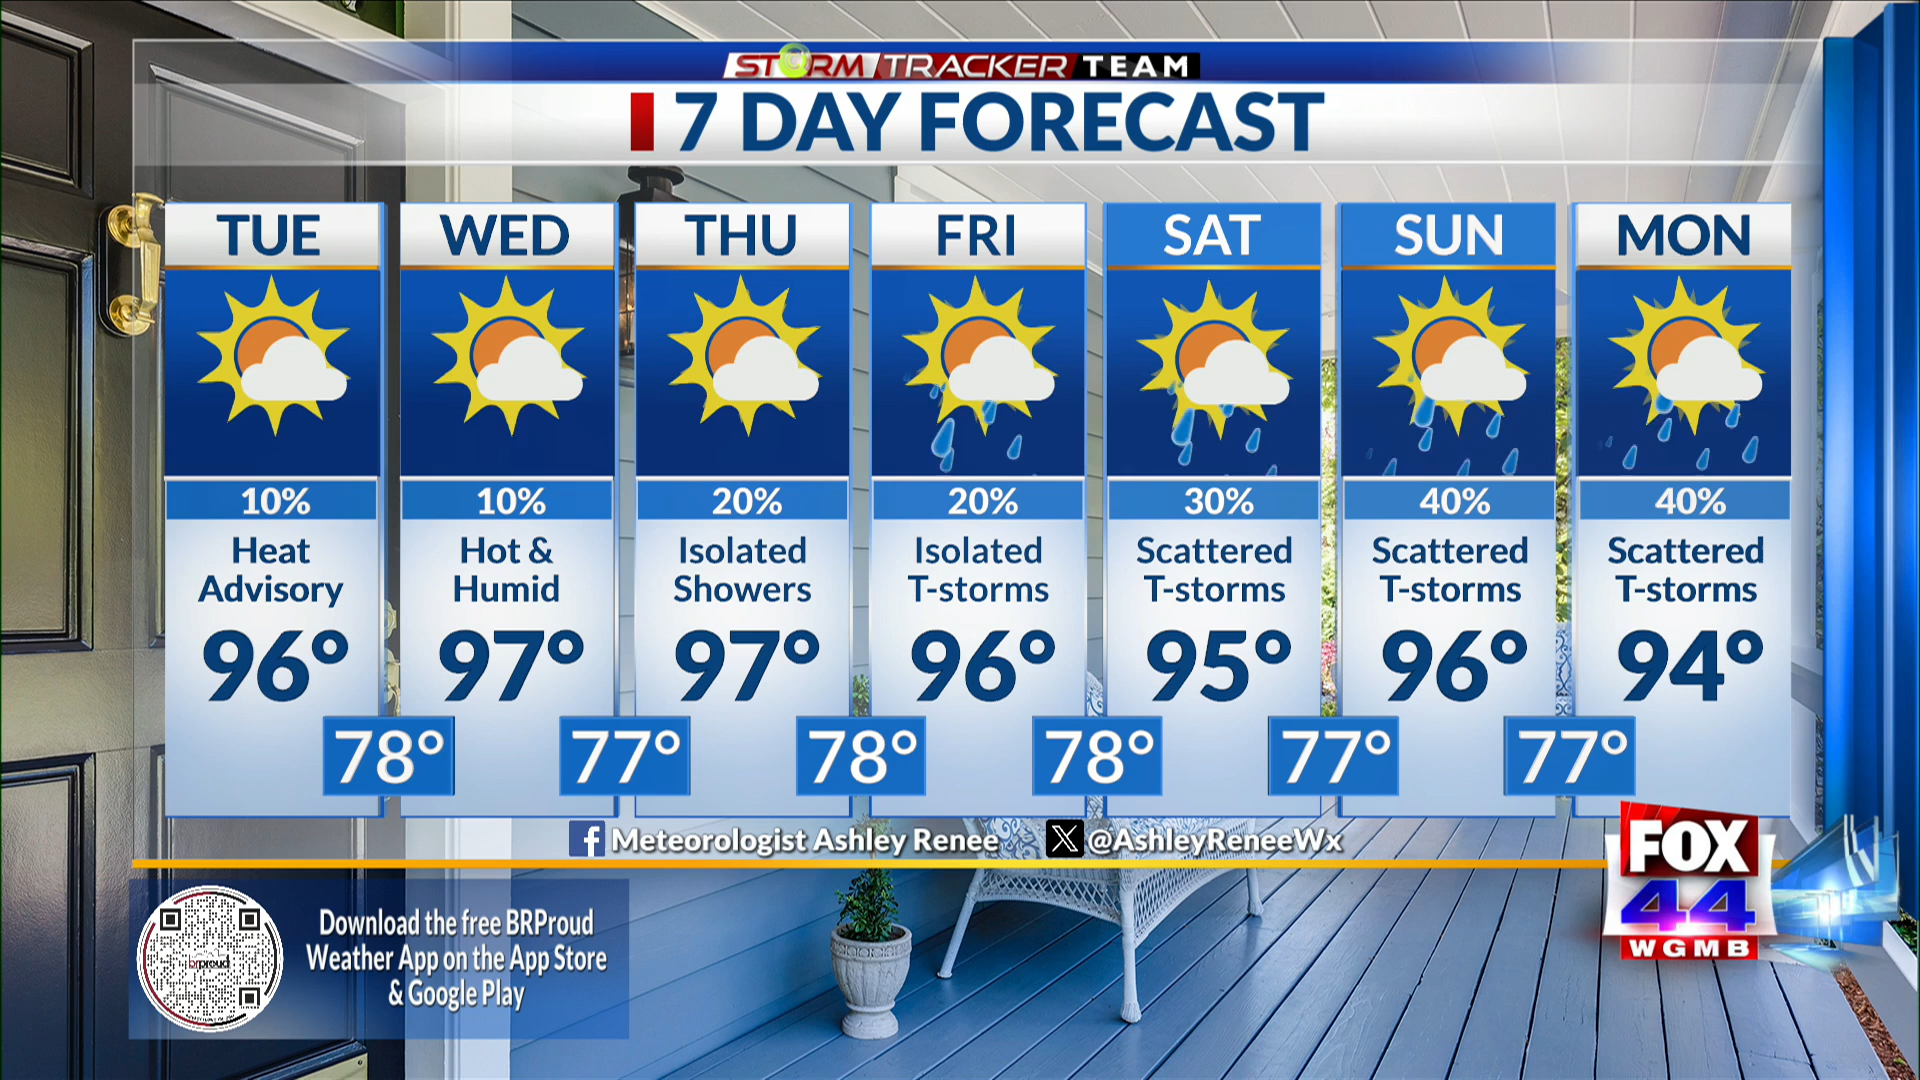 STORM TRACKER TEAM
7 DAY FORECAST
TUE WED THU FRI SAT SUN MON
10% 10% 20% 20% 30% 40% 40%
Heat Hot & Isolated Isolated Scattered Scattered Scattered
Advisory Humid Showers T-storms T-storms T-storms T-storms
96° 97° 97° 96° 95° 96° 94°
78° 77° 78° 78° 77° 77°
f Meteorologist Ashley Renee X @AshleyReneeWx
FOX
44
WGMB
brproud
Download the free BRProud
Weather App on the App Store
& Google Play